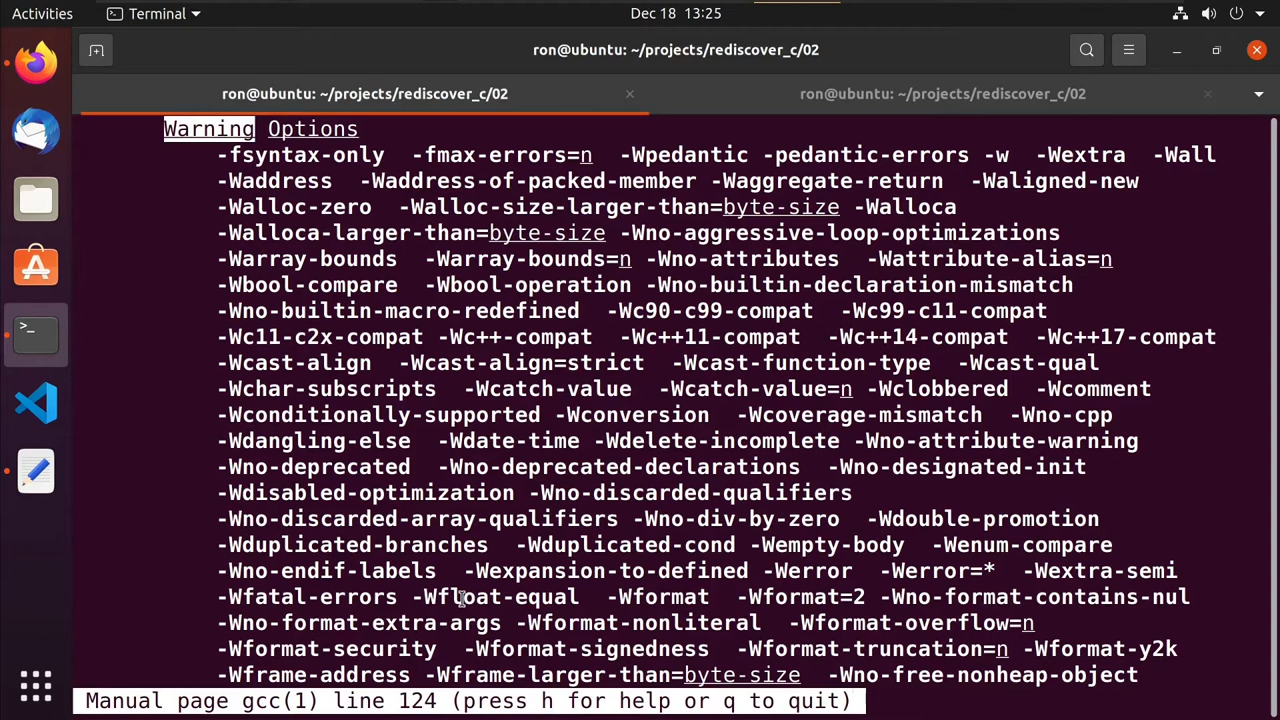 Activities
Terminal
Dec 18 13:25
ron@ubuntu: ~/projects/rediscover_c/02
ron@ubuntu: ~/projects/rediscover_c/02
ron@ubuntu: ~/projects/rediscover_c/02
Warning Options
-fsyntax-only -fmax-errors=n -Wpedantic -pedantic-errors -w -Wextra -Wall
-Waddress -Waddress-of-packed-member -Waggregate-return -Waligned-new
-Walloc-zero -Walloc-size-larger-than=byte-size -Walloca
-Walloca-larger-than=byte-size -Wno-aggressive-loop-optimizations
-Warray-bounds -Warray-bounds=n -Wno-attributes -Wattribute-alias=n
-Wbool-compare -Wbool-operation -Wno-builtin-declaration-mismatch
-Wno-builtin-macro-redefined -Wc90-c99-compat -Wc99-c11-compat
-Wc11-c2x-compat -Wc++-compat -Wc++11-compat -Wc++14-compat -Wc++17-compat
-Wcast-align -Wcast-align=strict -Wcast-function-type -Wcast-qual
-Wchar-subscripts -Wcatch-value -Wcatch-value=n -Wclobbered -Wcomment
-Wconditionally-supported -Wconversion -Wcoverage-mismatch -Wno-cpp
-Wdangling-else -Wdate-time -Wdelete-incomplete -Wno-attribute-warning
-Wno-deprecated -Wno-deprecated-declarations -Wno-designated-init
-Wdisabled-optimization -Wno-discarded-qualifiers
-Wno-discarded-array-qualifiers -Wno-div-by-zero -Wdouble-promotion
-Wduplicated-branches -Wduplicated-cond -Wempty-body -Wenum-compare
-Wno-endif-labels -Wexpansion-to-defined -Werror -Werror=* -Wextra-semi
-Wfatal-errors -Wfloat-equal -Wformat -Wformat=2 -Wno-format-contains-nul
-Wno-format-extra-args -Wformat-nonliteral -Wformat-overflow=n
-Wformat-security -Wformat-signedness -Wformat-truncation=n -Wformat-y2k
-Wframe-address -Wframe-larger-than=byte-size -Wno-free-nonheap-object
Manual page gcc(1) line 124 (press h for help or q to quit)